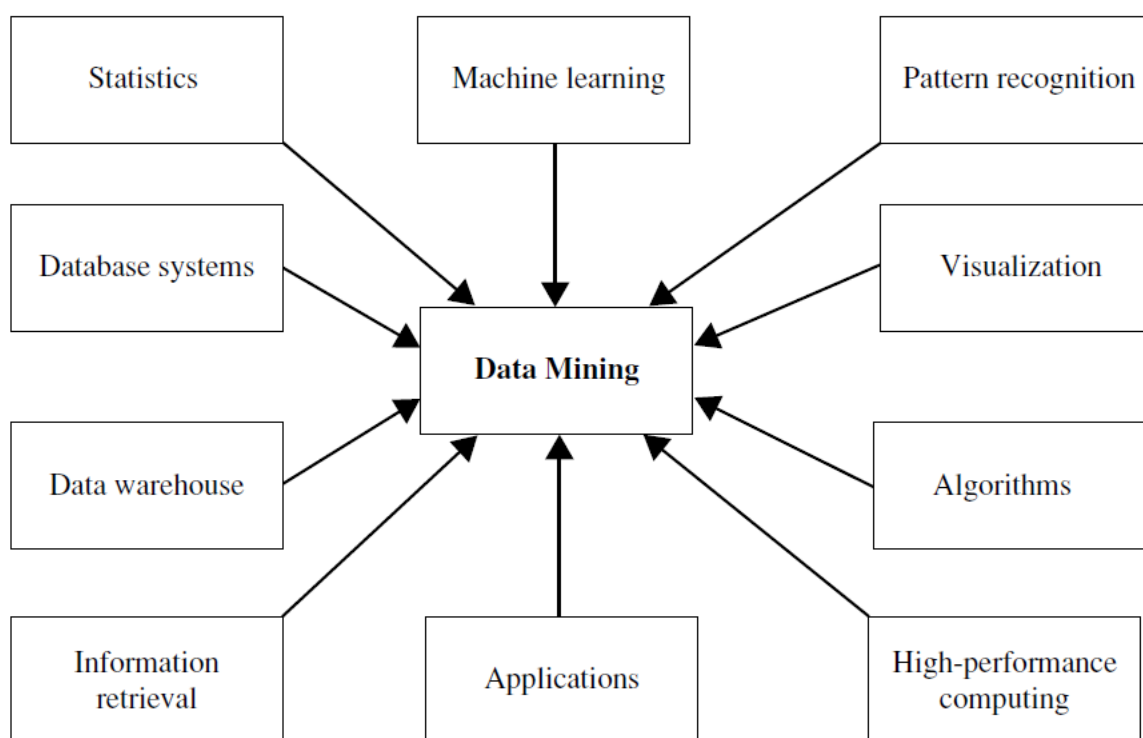 Statistics
Machine learning
Pattern recognition
Database systems
Visualization
Data Mining
Data warehouse
Algorithms
Information
retrieval
Applications
High-performance
computing